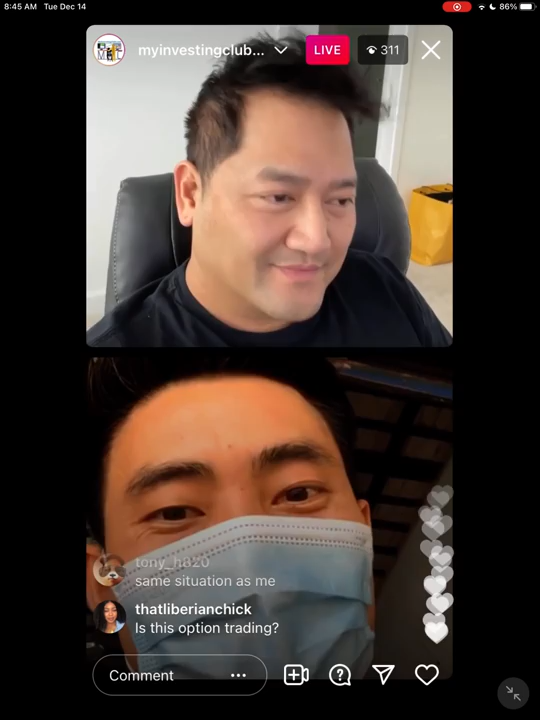 8:45 AM Tue Dec 14
86%
myinvestingclub...
LIVE
311
tony_h820
same situation as me
thatliberianchick
Is this option trading?
Comment